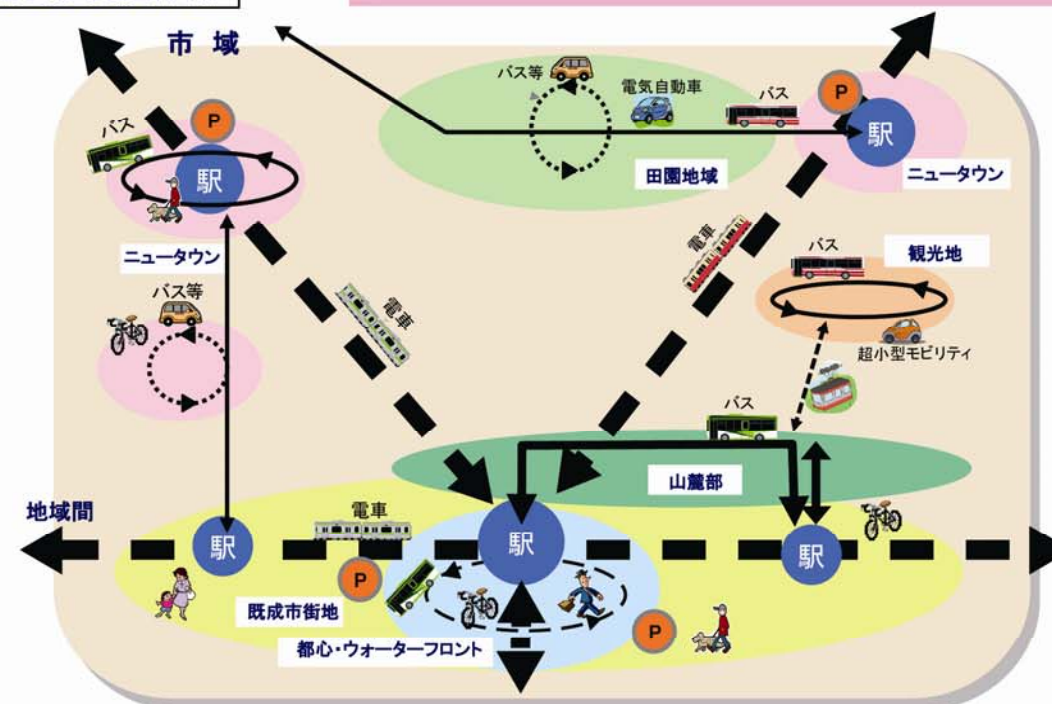 市 域
バス等
電気自動車
バス
P
駅
田園地域
ニュータウン
バス
P
駅
ニュータウン
バス等
電車
電車
バス
観光地
超小型モビリティ
バス
山麓部
地域間
駅
電車
駅
駅
P
既成市街地
都心・ウォーターフロント
P